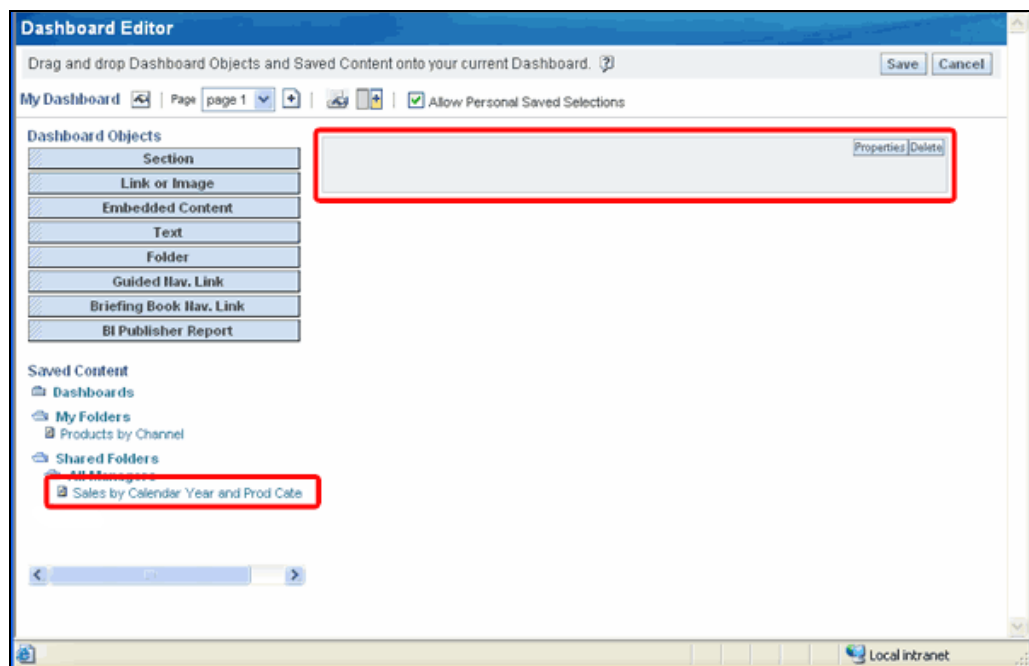 Dashboard Editor
Drag and drop Dashboard Objects and Saved Content onto your current Dashboard. ?
Save Cancel
My Dashboard | Page page 1 | Allow Personal Saved Selections
Dashboard Objects
Properties Delete
Section
Link or Image
Embedded Content
Text
Folder
Guided Nav. Link
Briefing Book Nav. Link
BI Publisher Report
Saved Content
Dashboards
My Folders
Products by Channel
Shared Folders
All Managers
Sales by Calendar Year and Prod Cate
Local intranet